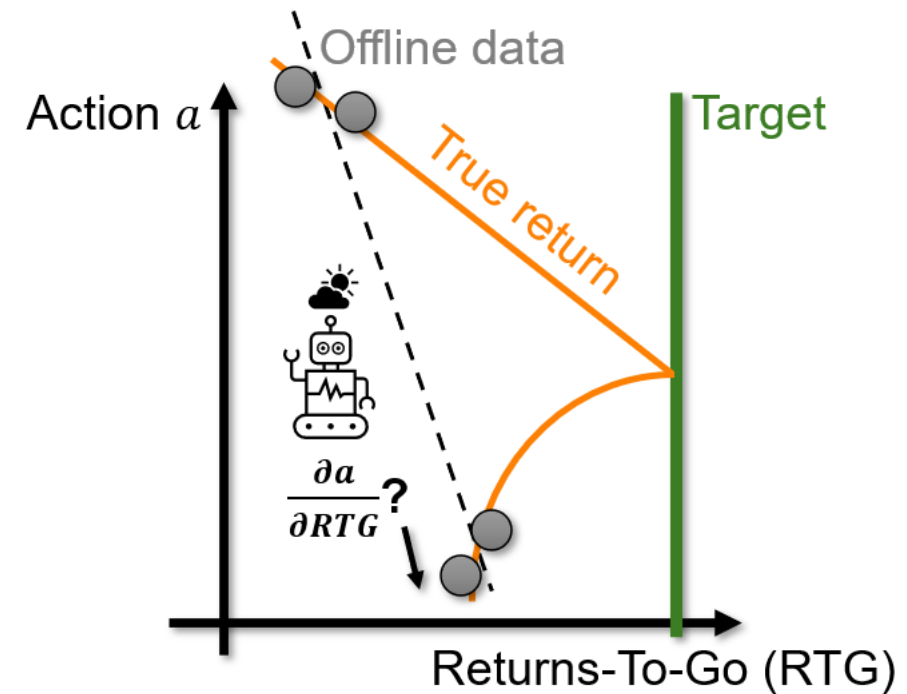 Offline data
Action a
Target
True return
∂a
∂RTG
?
Returns-To-Go (RTG)